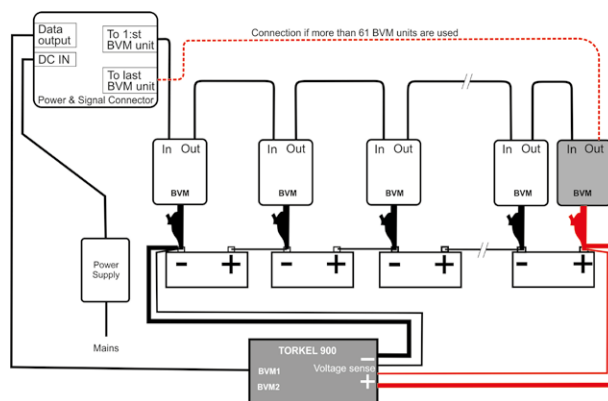 Data
output
To 1:st
BVM unit
DC IN
To last
BVM unit
Power & Signal Connector
Connection if more than 61 BVM units are used
In Out
BVM
In Out
BVM
In Out
BVM
In Out
BVM
In Out
BVM
- +
- +
- +
- +
Power
Supply
Mains
TORKEL 900
-
Voltage sense
+
BVM1
BVM2